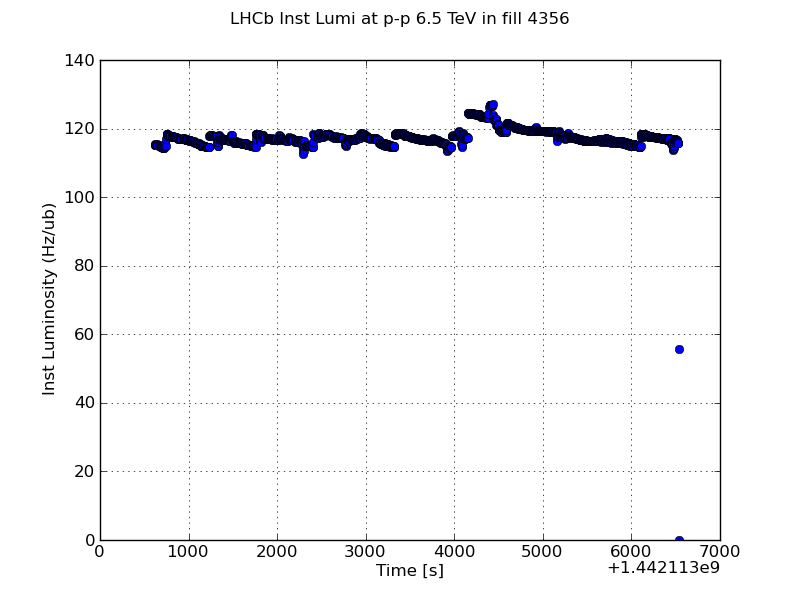 LHCb Inst Lumi at p-p 6.5 TeV in fill 4356
140
120
100
80
60
40
20
0
Inst Luminosity (Hz/ub)
0 1000 2000 3000 4000 5000 6000 7000
Time [s]
+1.442113e9